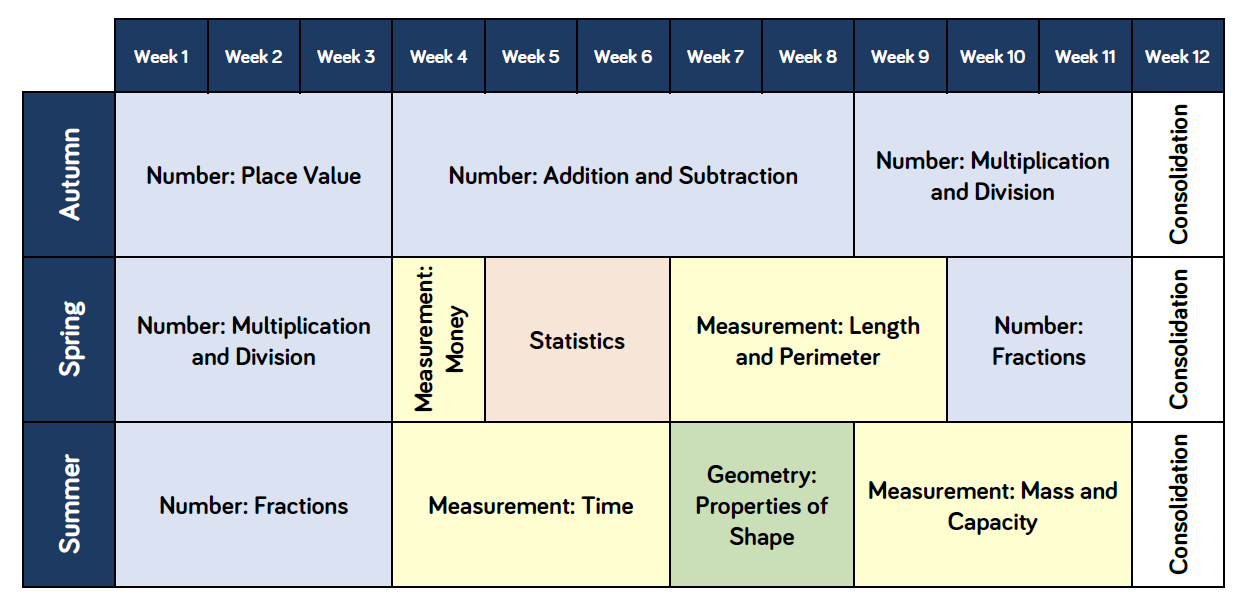 Week 1 Week 2 Week 3 Week 4 Week 5 Week 6 Week 7 Week 8 Week 9 Week 10 Week 11 Week 12
Autumn
Number: Place Value
Number: Addition and Subtraction
Number: Multiplication
and Division
Consolidation
Spring
Number: Multiplication
and Division
Measurement:
Money
Statistics
Measurement: Length
and Perimeter
Number:
Fractions
Consolidation
Summer
Number: Fractions
Measurement: Time
Geometry:
Properties of
Shape
Measurement: Mass and
Capacity
Consolidation